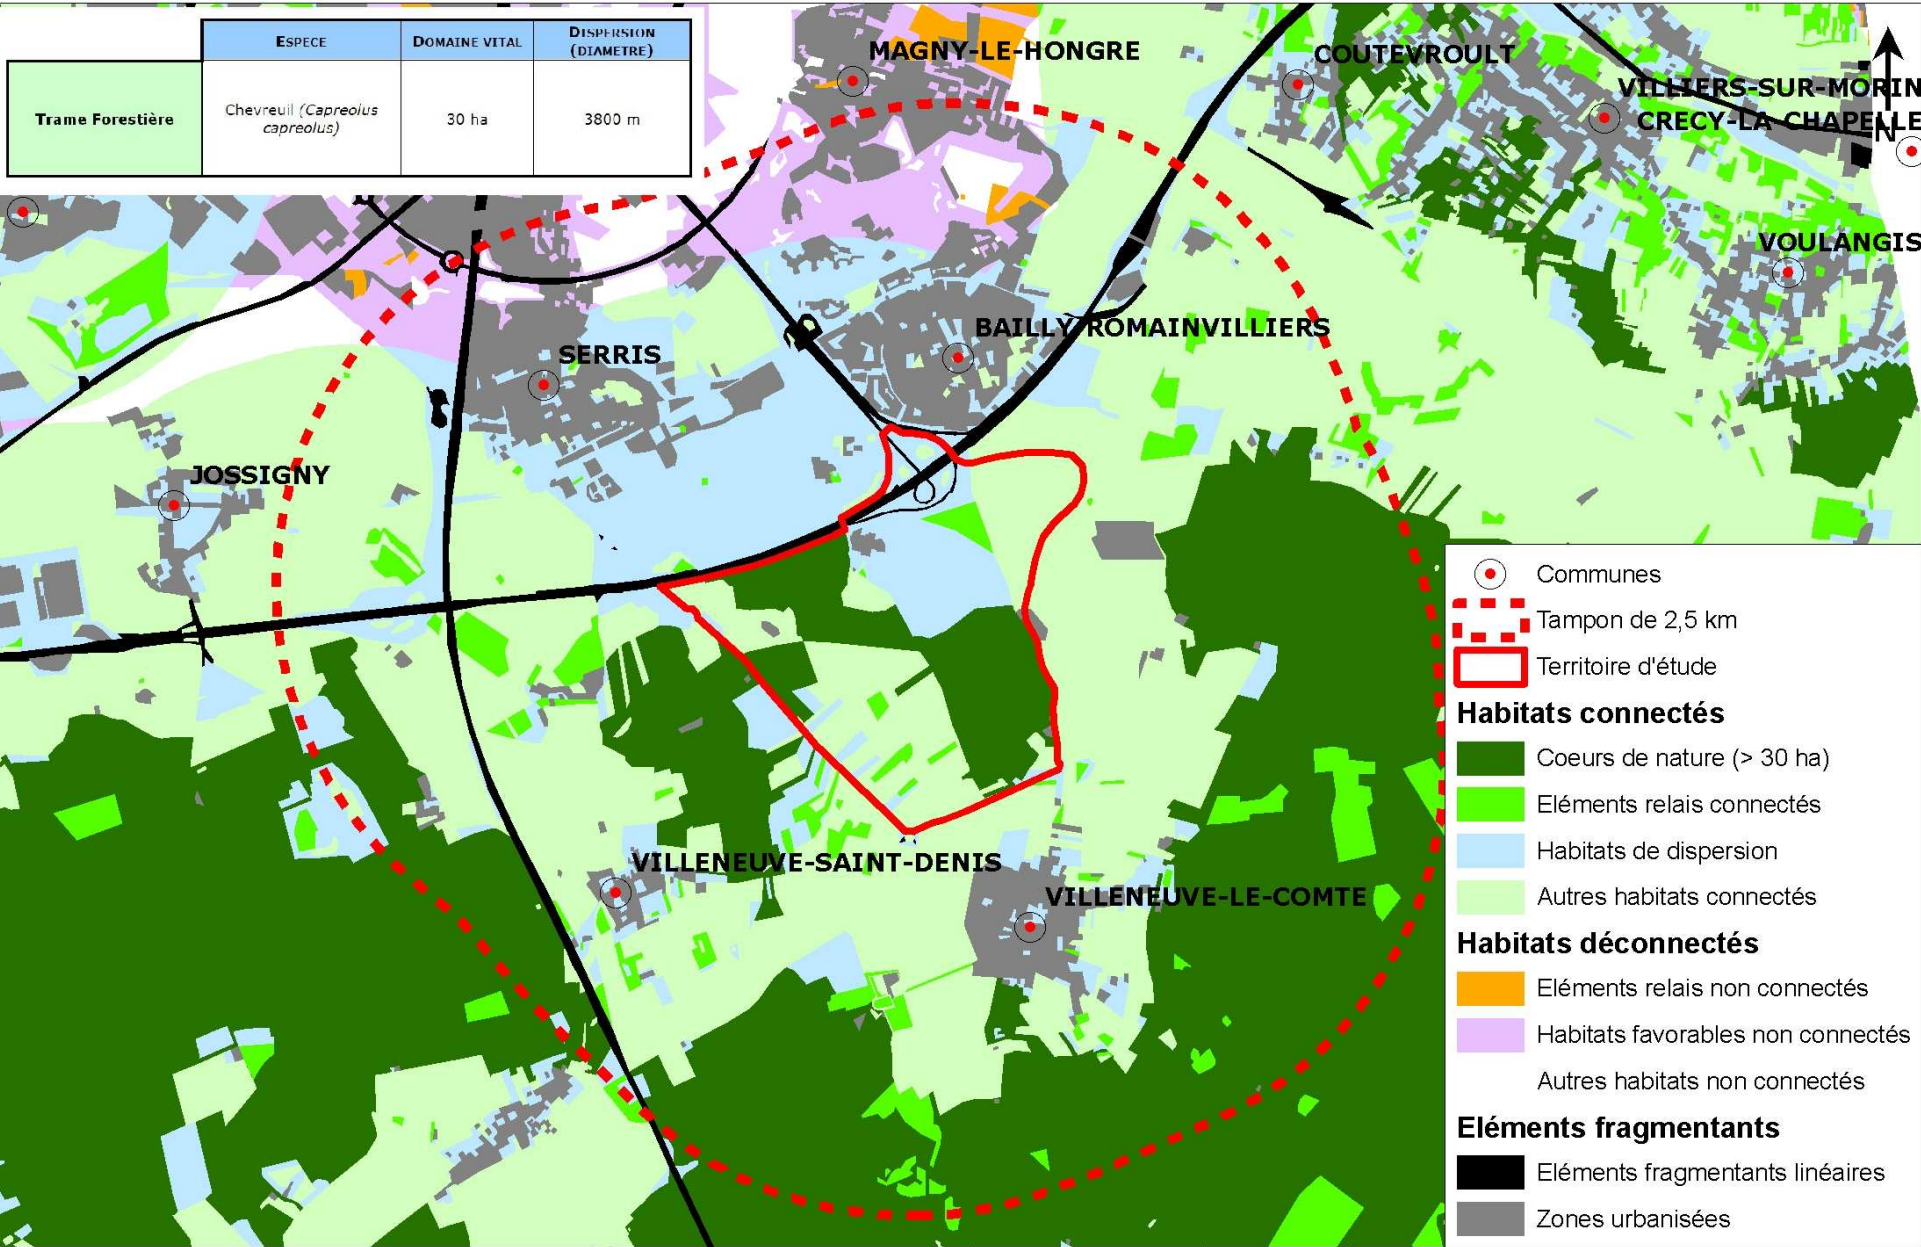 ESPECE DOMAINE VITAL DISPERSION
(DIAMETRE)
Trame Forestière Chevreuil (Capreolus
capreolus) 30 ha 3800 m
MAGNY-LE-HONGRE
COUTEVROULT
VILLIERS-SUR-MORIN
CRECY-LA-CHAPELLE
N
VOULANGIS
BAILLY-ROMAINVILLIERS
SERRIS
JOSSIGNY
VILLENEUVE-SAINT-DENIS
VILLENEUVE-LE-COMTE
Communes
Tampon de 2,5 km
Territoire d'étude
Habitats connectés
Coeurs de nature (> 30 ha)
Eléments relais connectés
Habitats de dispersion
Autres habitats connectés
Habitats déconnectés
Eléments relais non connectés
Habitats favorables non connectés
Autres habitats non connectés
Eléments fragmentants
Eléments fragmentants linéaires
Zones urbanisées